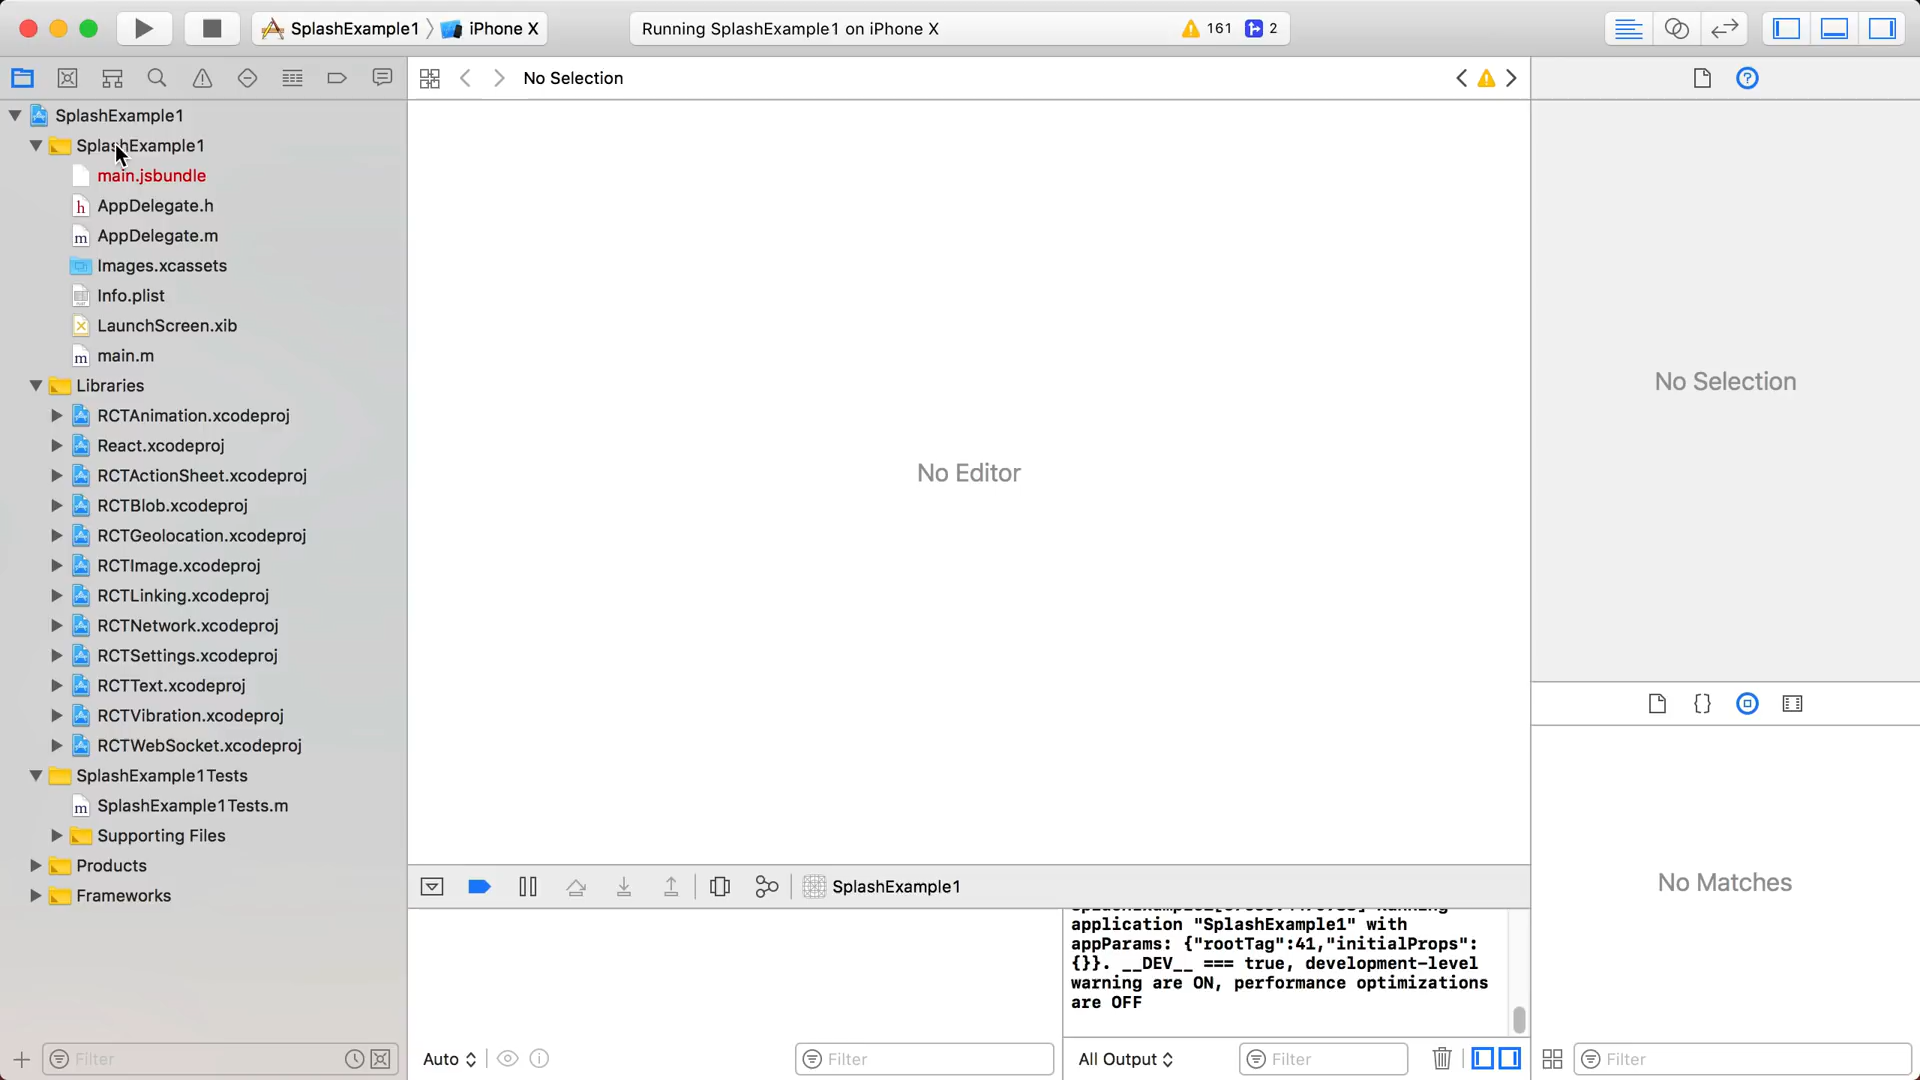 SplashExample1 iPhone X
Running SplashExample1 on iPhone X
161
2
No Selection
SplashExample1
SplashExample1
main.jsbundle
AppDelegate.h
AppDelegate.m
Images.xcassets
Info.plist
LaunchScreen.xib
main.m
Libraries
RCTAnimation.xcodeproj
React.xcodeproj
RCTActionSheet.xcodeproj
RCTBlob.xcodeproj
RCTGeolocation.xcodeproj
RCTImage.xcodeproj
RCTLinking.xcodeproj
RCTNetwork.xcodeproj
RCTSettings.xcodeproj
RCTText.xcodeproj
RCTVibration.xcodeproj
RCTWebSocket.xcodeproj
SplashExample1Tests
SplashExample1Tests.m
Supporting Files
Products
Frameworks
Filter
No Editor
SplashExample1
application "SplashExample1" with
appParams: {"rootTag":41,"initialProps":
{}}. __DEV__ === true, development-level
warning are ON, performance optimizations
are OFF
Auto
Filter
All Output
Filter
No Selection
No Matches
Filter